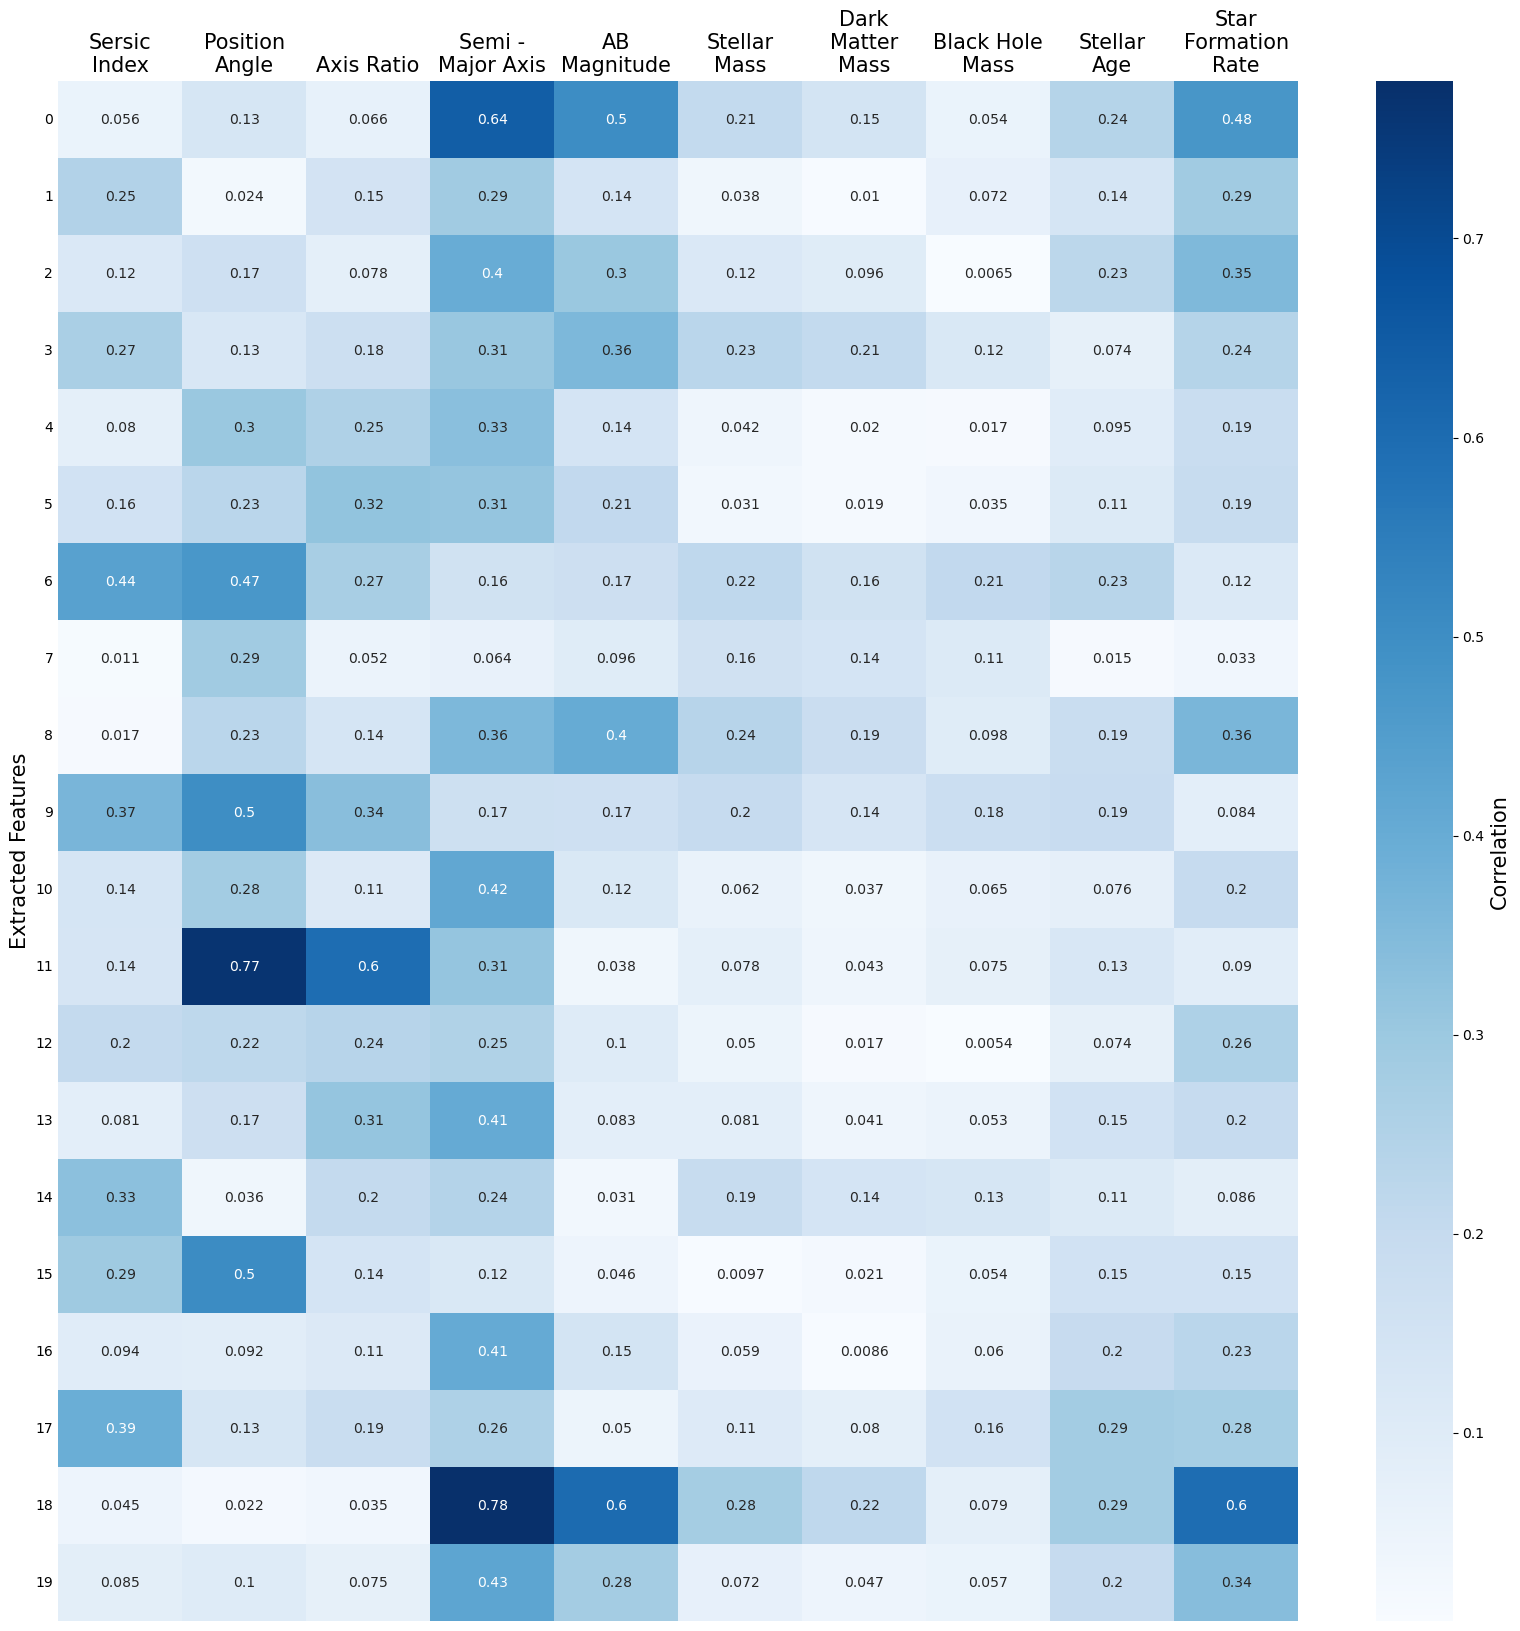 Sersic Index
Position Angle
Axis Ratio
Semi - Major Axis
AB Magnitude
Stellar Mass
Dark Matter Mass
Black Hole Mass
Stellar Age
Star Formation Rate
0 0.056 0.13 0.066 0.64 0.5 0.21 0.15 0.054 0.24 0.48
1 0.25 0.024 0.15 0.29 0.14 0.038 0.01 0.072 0.14 0.29
2 0.12 0.17 0.078 0.4 0.3 0.12 0.096 0.0065 0.23 0.35
3 0.27 0.13 0.18 0.31 0.36 0.23 0.21 0.12 0.074 0.24
4 0.08 0.3 0.25 0.33 0.14 0.042 0.02 0.017 0.095 0.19
5 0.16 0.23 0.32 0.31 0.21 0.031 0.019 0.035 0.11 0.19
6 0.44 0.47 0.27 0.16 0.17 0.22 0.16 0.21 0.23 0.12
7 0.011 0.29 0.052 0.064 0.096 0.16 0.14 0.11 0.015 0.033
8 0.017 0.23 0.14 0.36 0.4 0.24 0.19 0.098 0.19 0.36
9 0.37 0.5 0.34 0.17 0.17 0.2 0.14 0.18 0.19 0.084
10 0.14 0.28 0.11 0.42 0.12 0.062 0.037 0.065 0.076 0.2
11 0.14 0.77 0.6 0.31 0.038 0.078 0.043 0.075 0.13 0.09
12 0.2 0.22 0.24 0.25 0.1 0.05 0.017 0.0054 0.074 0.26
13 0.081 0.17 0.31 0.41 0.083 0.081 0.041 0.053 0.15 0.2
14 0.33 0.036 0.2 0.24 0.031 0.19 0.14 0.13 0.11 0.086
15 0.29 0.5 0.14 0.12 0.046 0.0097 0.021 0.054 0.15 0.15
16 0.094 0.092 0.11 0.41 0.15 0.059 0.0086 0.06 0.2 0.23
17 0.39 0.13 0.19 0.26 0.05 0.11 0.08 0.16 0.29 0.28
18 0.045 0.022 0.035 0.78 0.6 0.28 0.22 0.079 0.29 0.6
19 0.085 0.1 0.075 0.43 0.28 0.072 0.047 0.057 0.2 0.34
Extracted Features
0.7
0.6
0.5
0.4
0.3
0.2
0.1
Correlation